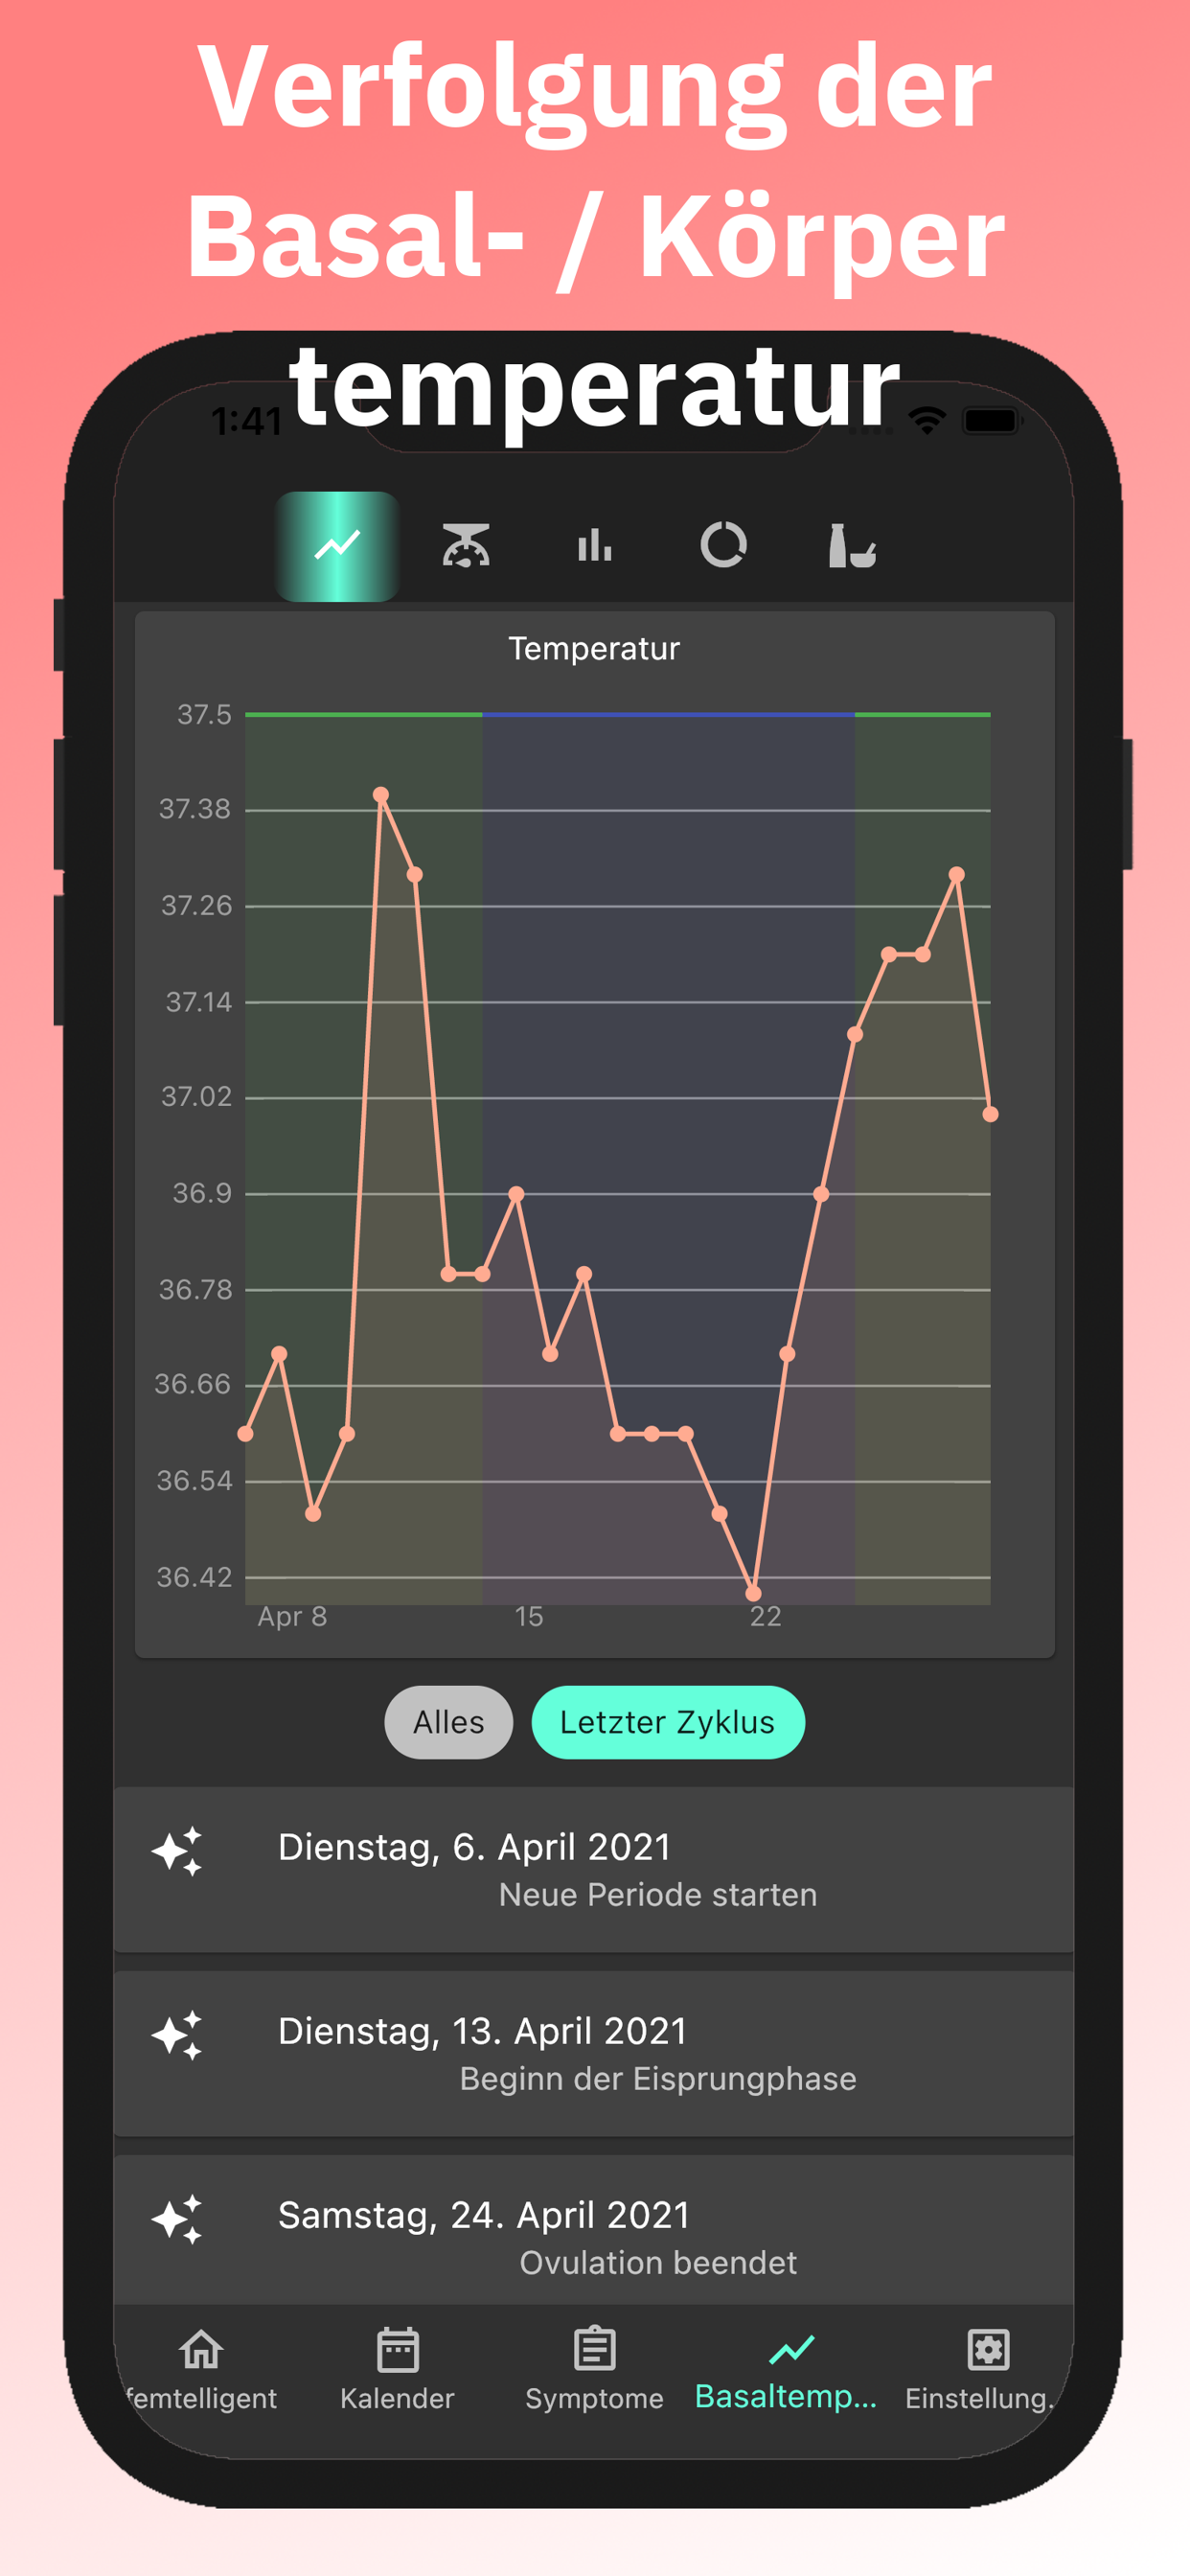 Verfolgung der
Basal- / Körper
temperatur
1:41
Temperatur
37.5
37.38
37.26
37.14
37.02
36.9
36.78
36.66
36.54
36.42
Apr 8 15 22
Alles Letzter Zyklus
Dienstag, 6. April 2021
Neue Periode starten
Dienstag, 13. April 2021
Beginn der Eisprungphase
Samstag, 24. April 2021
Ovulation beendet
femtelligent Kalender Symptome Basaltemp... Einstellung.